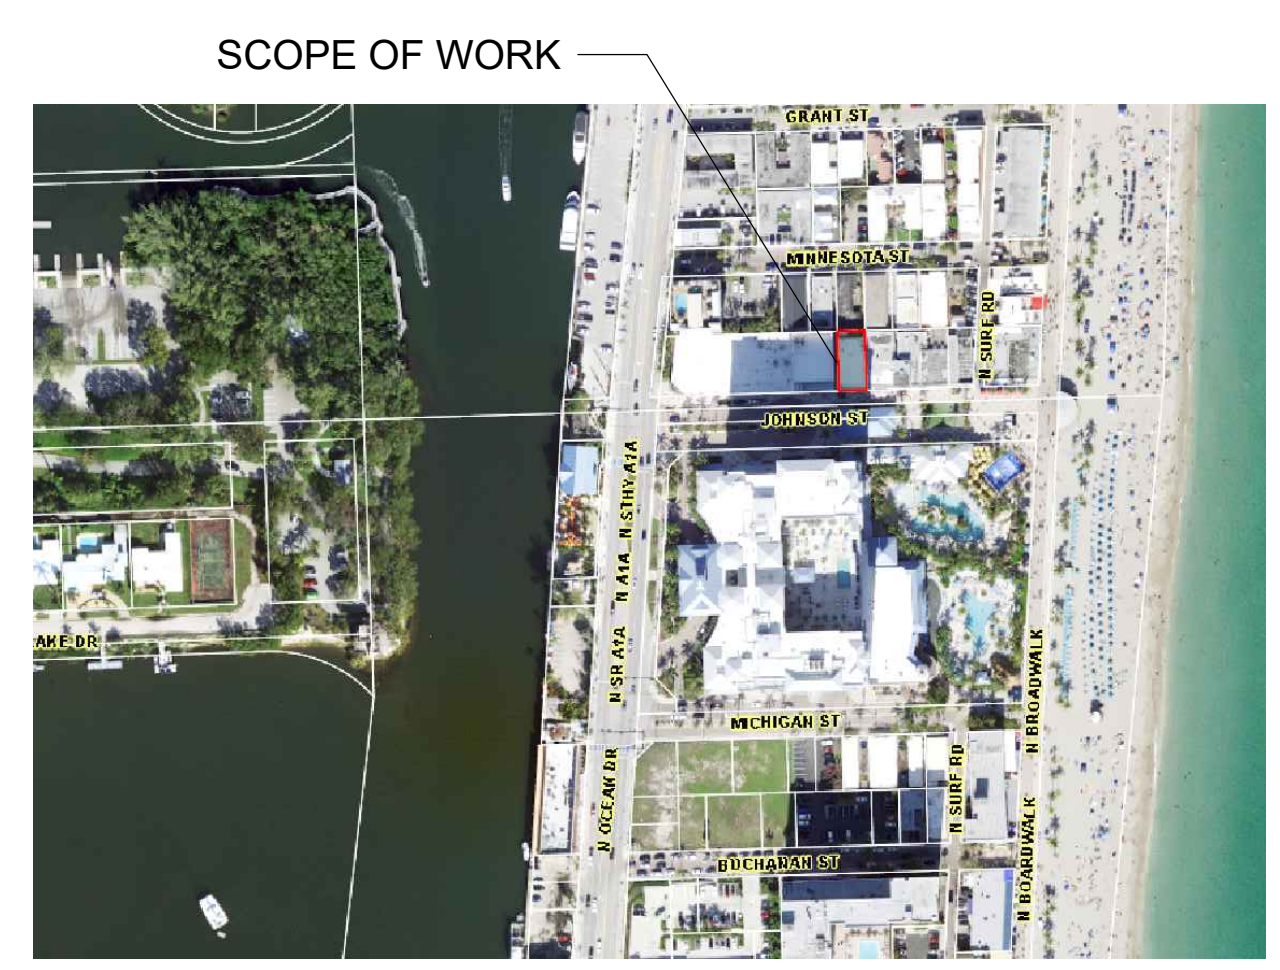 SCOPE OF WORK
GRANT ST
MINNESOTA ST
N SURF RD
JOHNSON ST
N A1A N STHY A1A
N SR A1A
AKE DR
MICHIGAN ST
N BROADWALK
N OCEAN DR
N SURF RD
BUCHANAN ST
N BOARDWALK